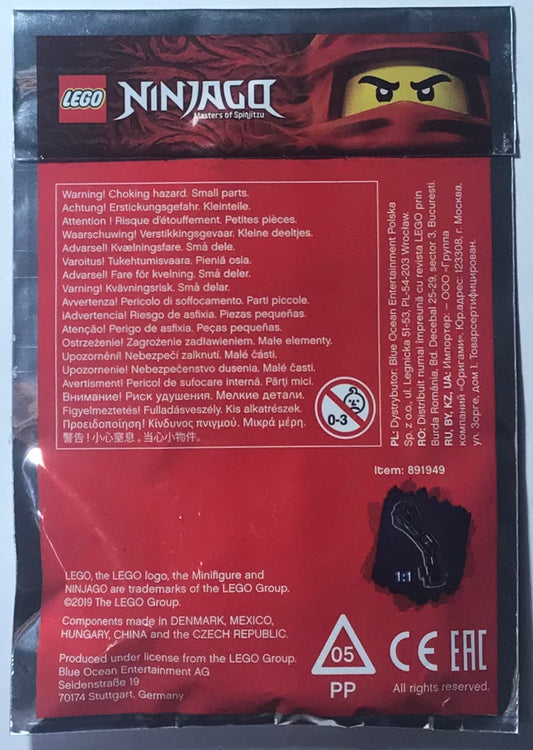 LEGO NINJAGO
Masters of Spinjitzu
Warning! Choking hazard. Small parts.
Achtung! Erstickungsgefahr. Kleinteile.
Attention ! Risque d'étouffement. Petites pièces.
Waarschuwing! Verstikkingsgevaar. Kleine deeltjes.
Advarsel! Kvælningsfare. Små dele.
Varoitus! Tukehtumisvaara. Pieniä osia.
Advarsel! Fare for kvelning. Små deler.
Varning! Kvävningsrisk. Små delar.
Avvertenza! Pericolo di soffocamento. Parti piccole.
¡Advertencia! Riesgo de asfixia. Piezas pequeñas.
Atenção! Perigo de asfixia. Peças pequenas.
Ostrzeżenie! Zagrożenie zadławieniem. Małe elementy.
Upozornění! Nebezpečí zalknutí. Malé části.
Upozornenie! Nebezpečenstvo dusenia. Malé časti.
Avertisment! Pericol de sufocare internă. Părți mici.
Внимание! Риск удушения. Мелкие детали.
Figyelmeztetés! Fulladásveszély. Kis alkatrészek.
Προειδοποίηση! Κίνδυνος πνιγμού. Μικρά μέρη.
警告！小心窒息。当心小物件。
0-3
PL: Dystrybutor: Blue Ocean Entertainment Polska
Sp. z o.o., ul. Legnicka 51-53, PL-54-203 Wrocław.
RO: Distribuit numai împreună cu revista LEGO prin
Burda România, Bd. Decebal 25-29, sector 3, București.
RU, BY, KZ, UA: Импортер: – ООО «Группа
компаний «Оригами». Юр.адрес: 123308, г. Москва,
ул. Зорге, дом 1. Товарсертифицирован.
Item: 891949
1:1
LEGO, the LEGO logo, the Minifigure and
NINJAGO are trademarks of the LEGO Group.
©2019 The LEGO Group.
Components made in DENMARK, MEXICO,
HUNGARY, CHINA and the CZECH REPUBLIC.
Produced under license from the LEGO Group.
Blue Ocean Entertainment AG
Seidenstraße 19
70174 Stuttgart, Germany
05
PP
CE EAC
All rights reserved.